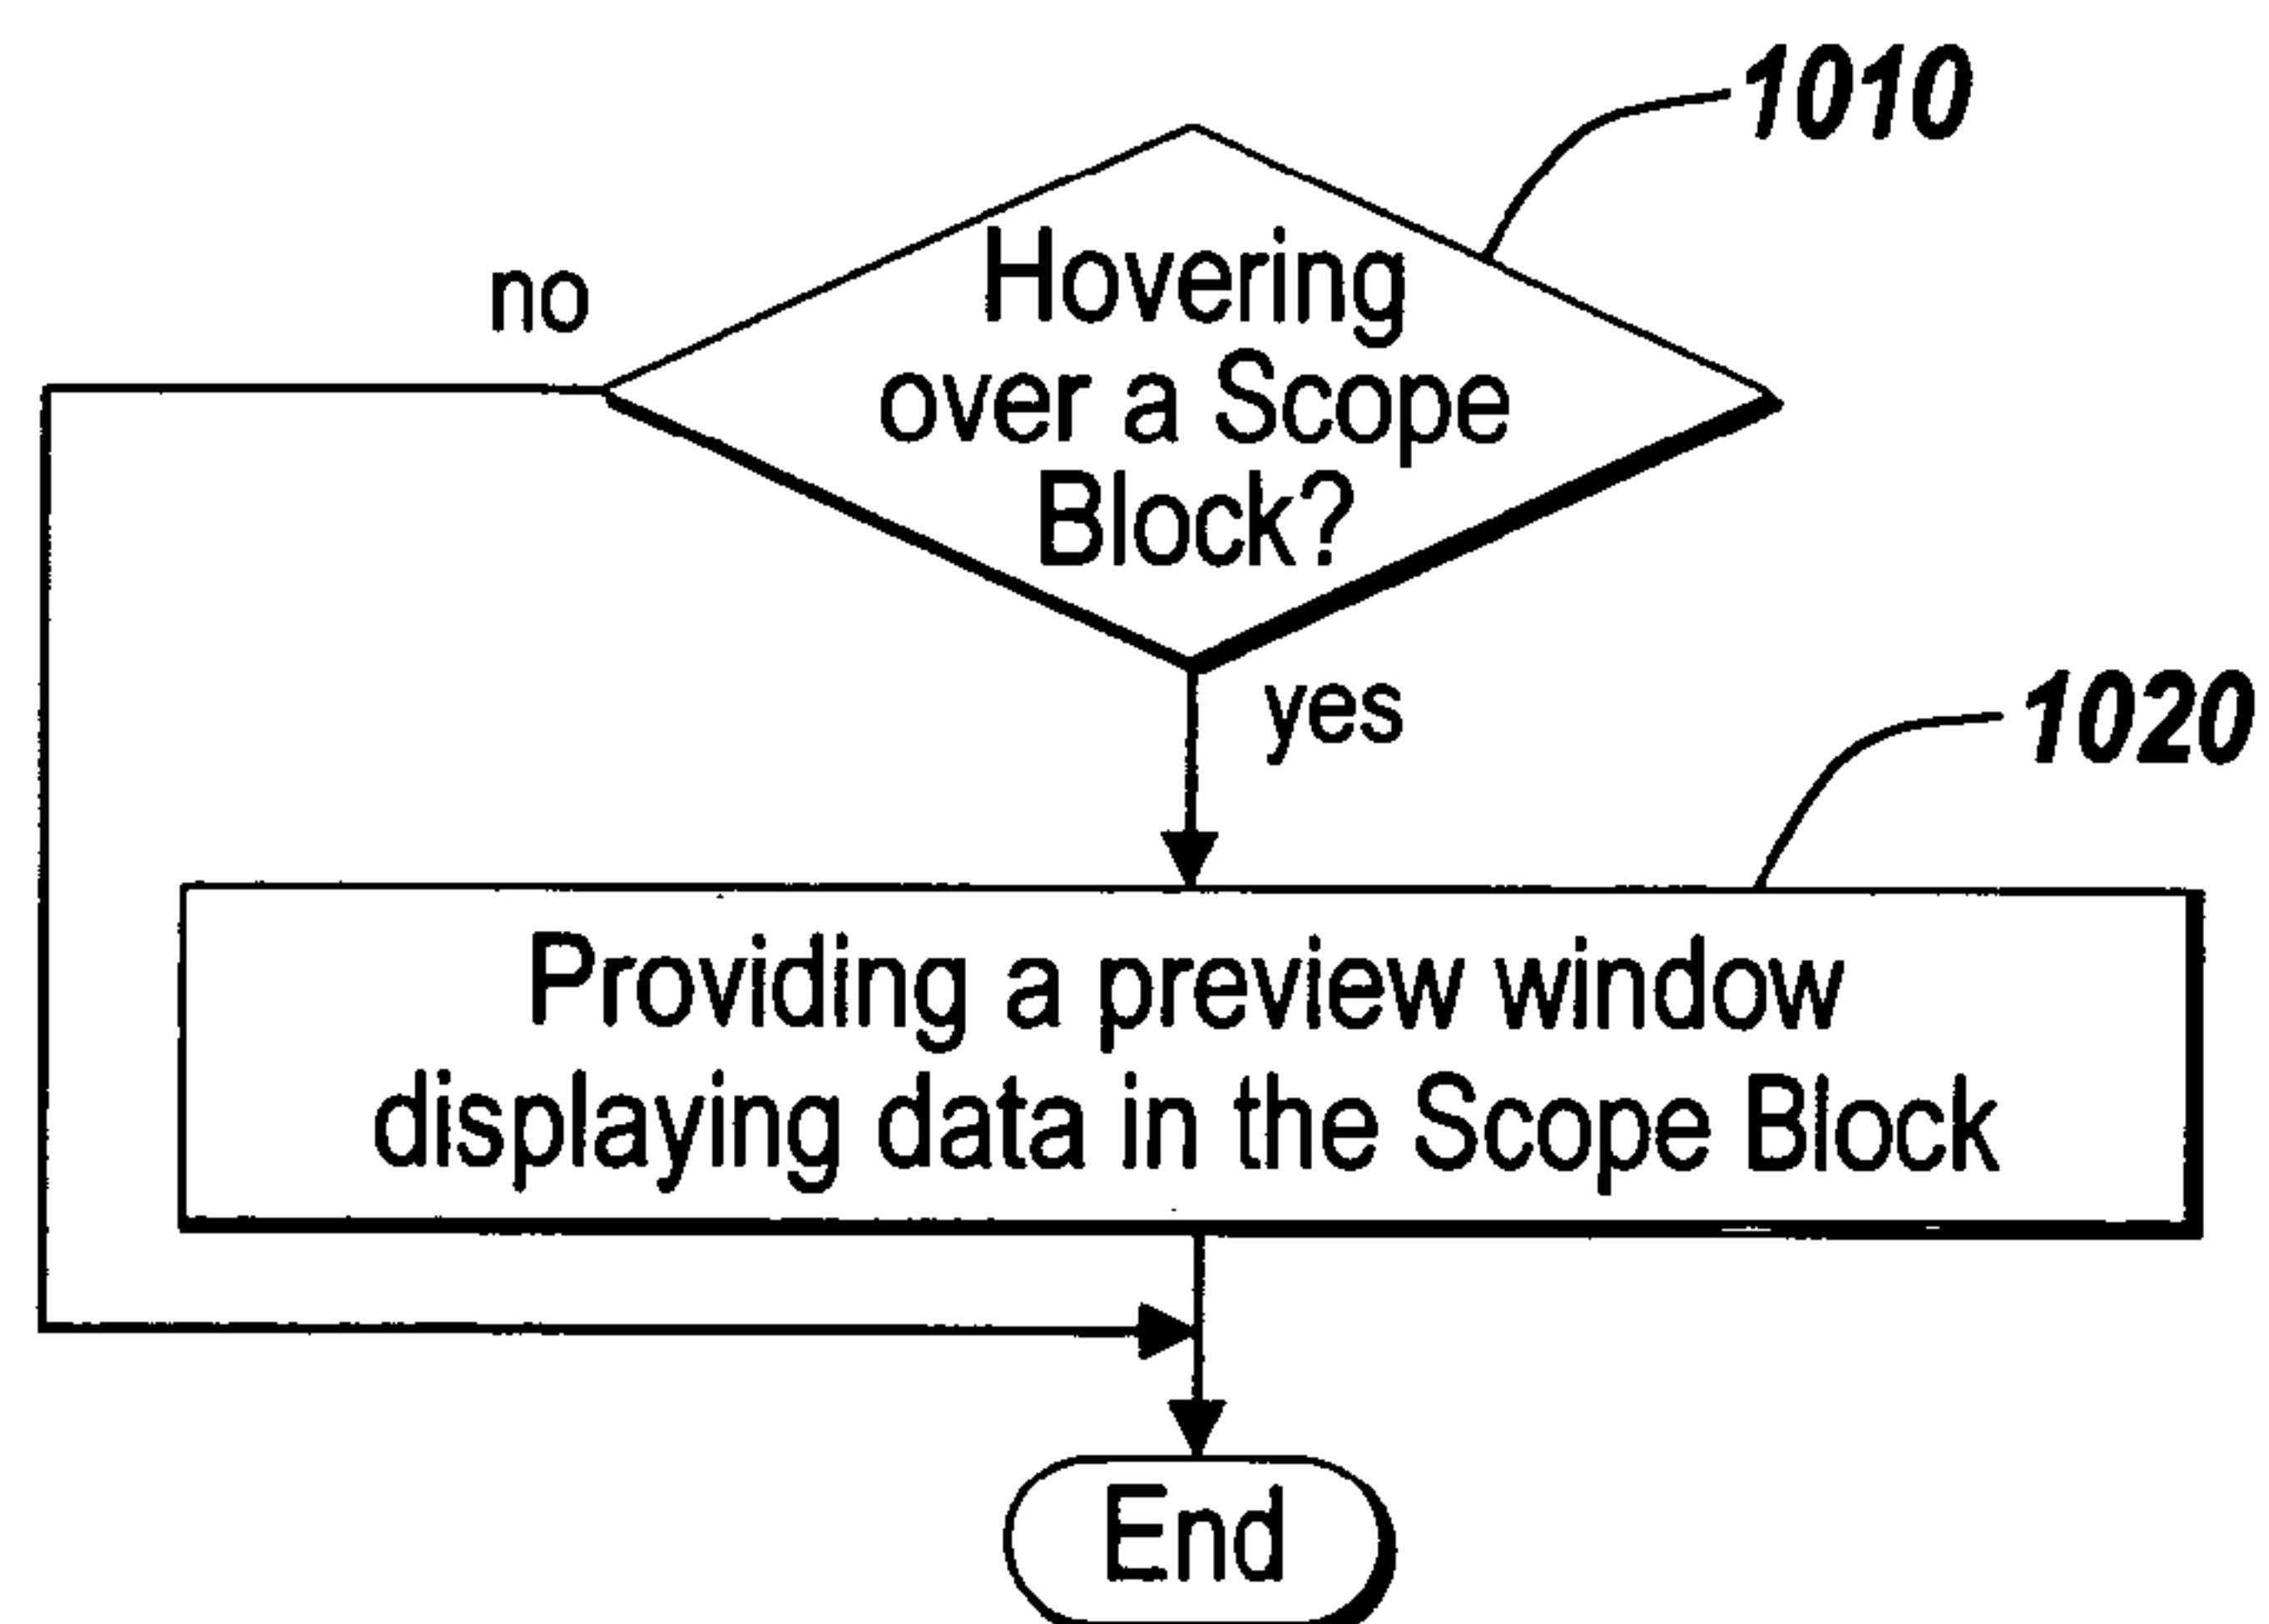 1010
Hovering
over a Scope
Block?
no
yes
1020
Providing a preview window
displaying data in the Scope Block
End